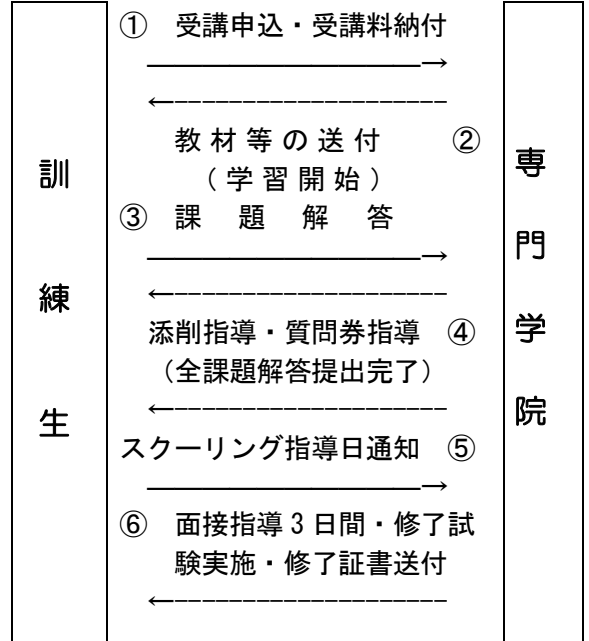 ① 受講申込・受講料納付
教材等の送付 ②
(学習開始)
③ 課題解答
添削指導・質問券指導 ④
(全課題解答提出完了)
スクーリング指導日通知 ⑤
⑥ 面接指導3日間・修了試
験実施・修了証書送付
訓練生
専門学院